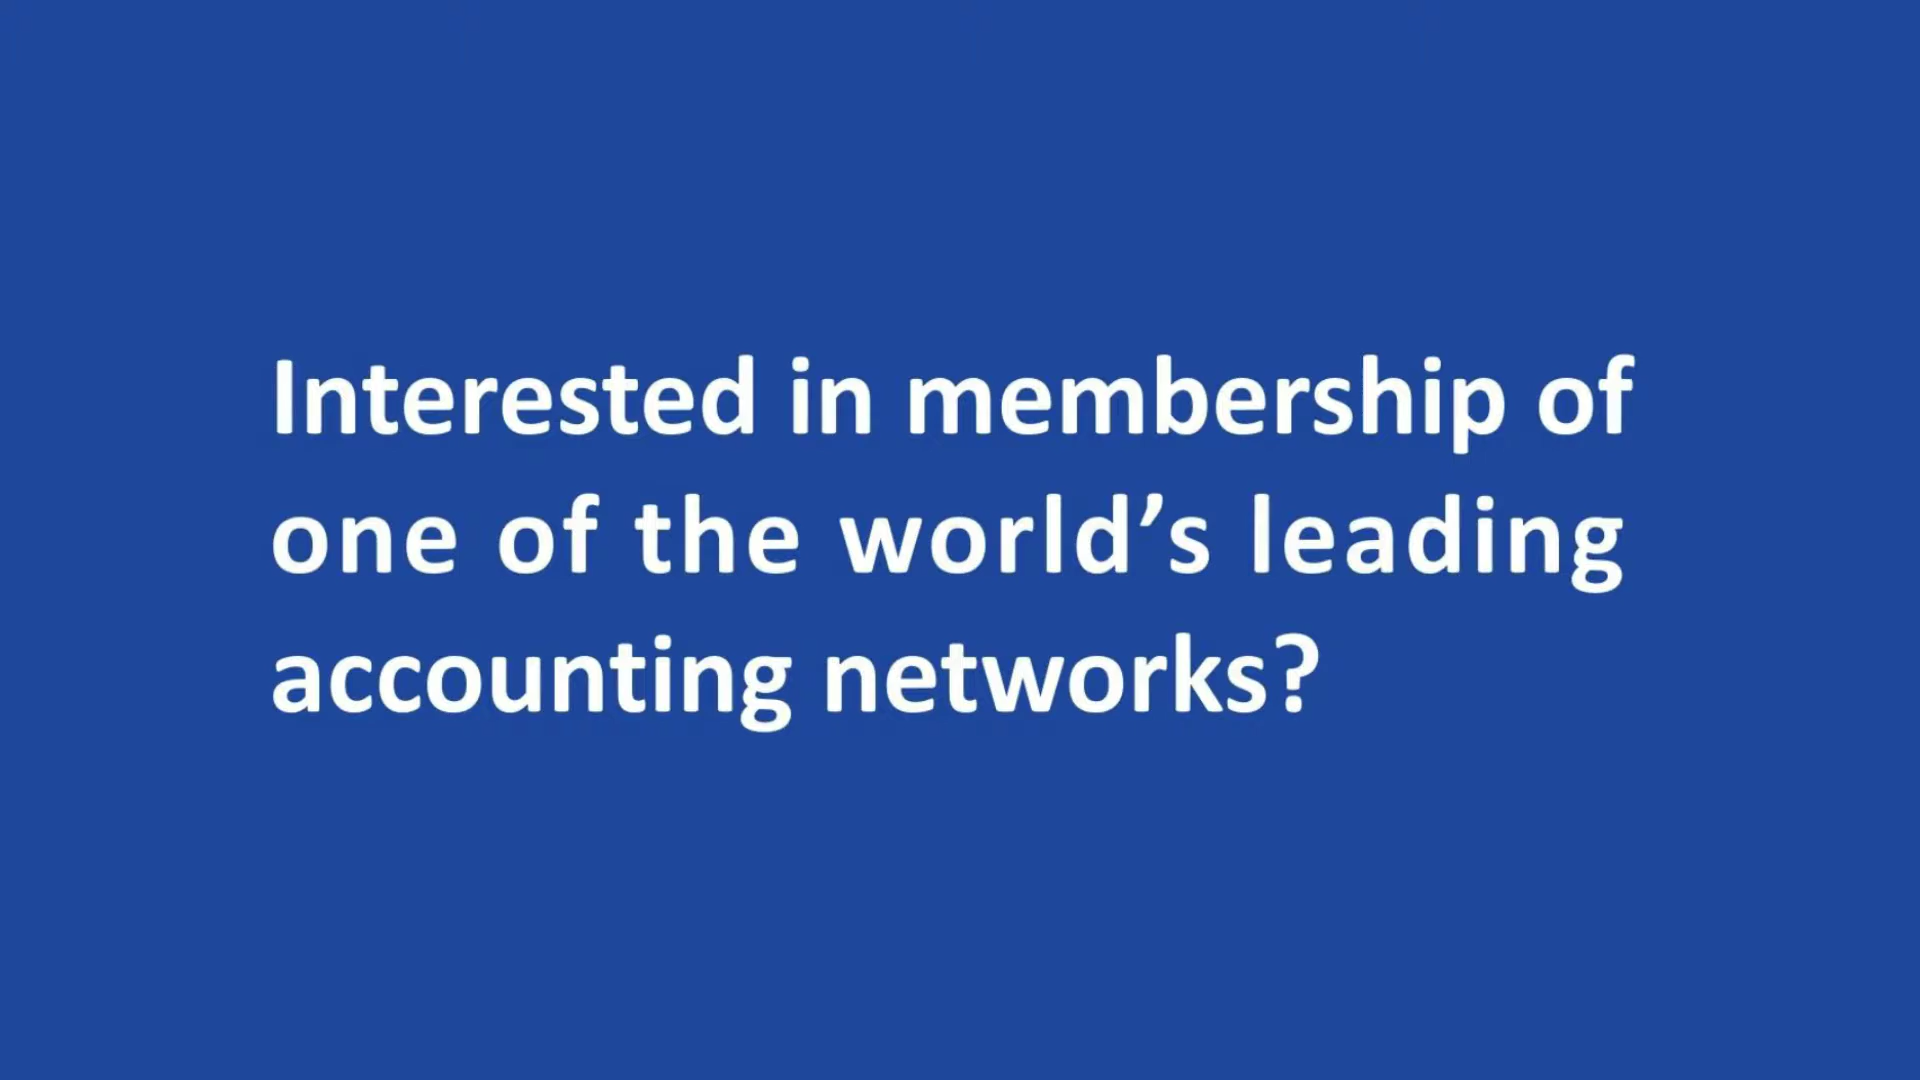 Interested in membership of
one of the world’s leading
accounting networks?